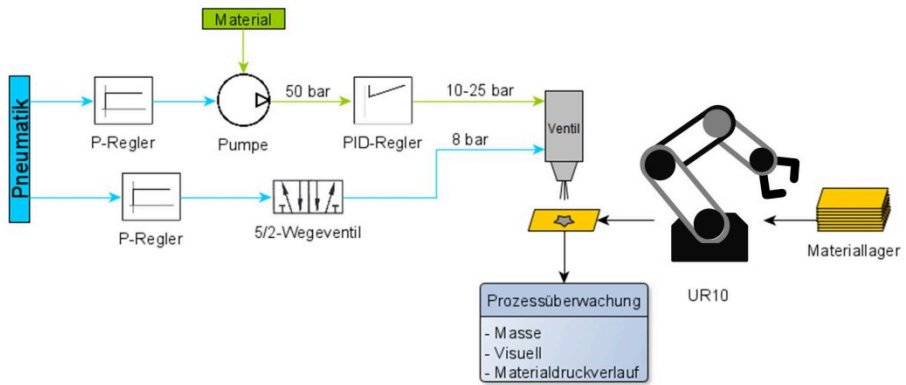 Material
Pneumatik
50 bar
10-25 bar
P-Regler
Pumpe
PID-Regler
Ventil
8 bar
P-Regler
5/2-Wegeventil
Materiallager
UR10
Prozessüberwachung
- Masse
- Visuell
- Materialdruckverlauf